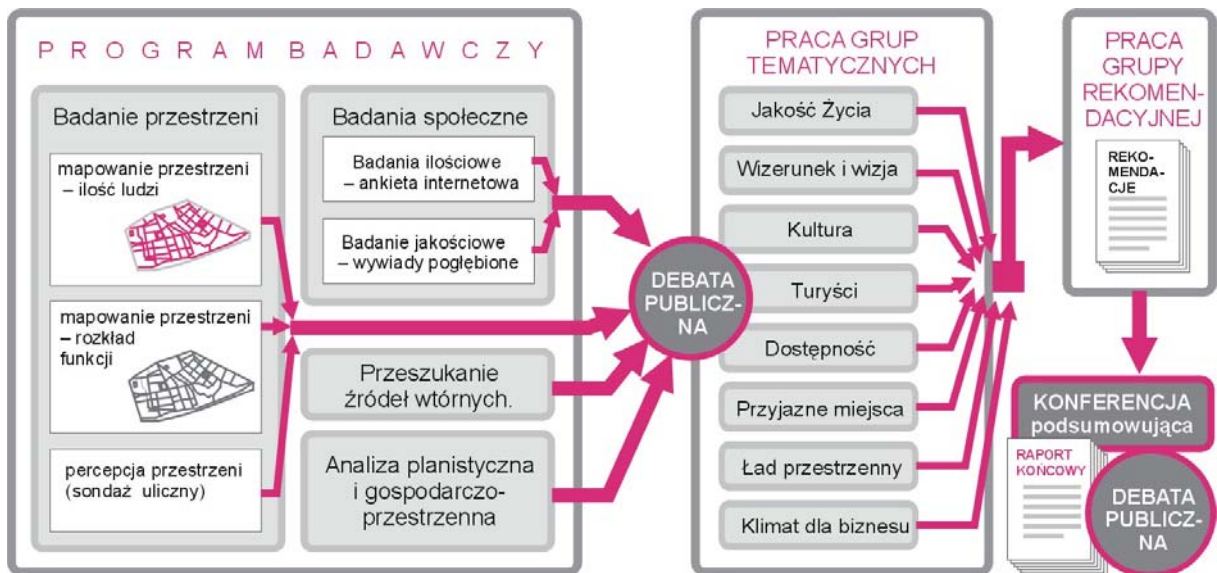 PROGRAM BADAWCZY
Badanie przestrzeni
mapowanie przestrzeni
– ilość ludzi
mapowanie przestrzeni
– rozkład
funkcji
percepcja przestrzeni
(sondaż uliczny)
Badania społeczne
Badania ilościowe
– ankieta internetowa
Badanie jakościowe
– wywiady pogłębione
Przeszukanie
źródeł wtórnych.
Analiza planistyczna
i gospodarczo-
przestrzenna
DEBATA
PUBLICZ-
NA
PRACA GRUP
TEMATYCZNYCH
Jakość Życia
Wizerunek i wizja
Kultura
Turyści
Dostępność
Przyjazne miejsca
Ład przestrzenny
Klimat dla biznesu
PRACA
GRUPY
REKOMEN-
DACYJNEJ
REKO-
MENDA-
CJE
KONFERENCJA
podsumowująca
RAPORT
KOŃCOWY
DEBATA
PUBLICZ-
NA